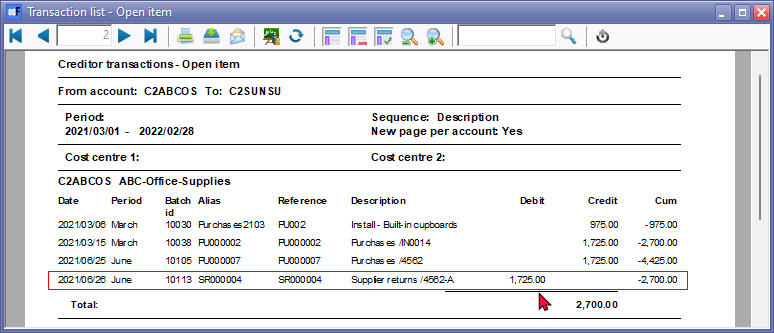 Transaction list - Open item
2
Creditor transactions - Open item
From account: C2ABCOS To: C2SUNSU
Period: Sequence: Description
2021/03/01 - 2022/02/28 New page per account: Yes
Cost centre 1: Cost centre 2:
C2ABCOS ABC-Office-Supplies
Date Period Batch id Alias Reference Description Debit Credit Cum
2021/03/06 March 10030 Purchases2103 PU002 Install - Built-in cupboards 975.00 -975.00
2021/03/15 March 10038 PU000002 PU000002 Purchases /IN0014 1,725.00 -2,700.00
2021/06/25 June 10105 PU000007 PU000007 Purchases /4562 1,725.00 -4,425.00
2021/06/26 June 10113 SR000004 SR000004 Supplier returns /4562-A 1,725.00 -2,700.00
Total: 2,700.00